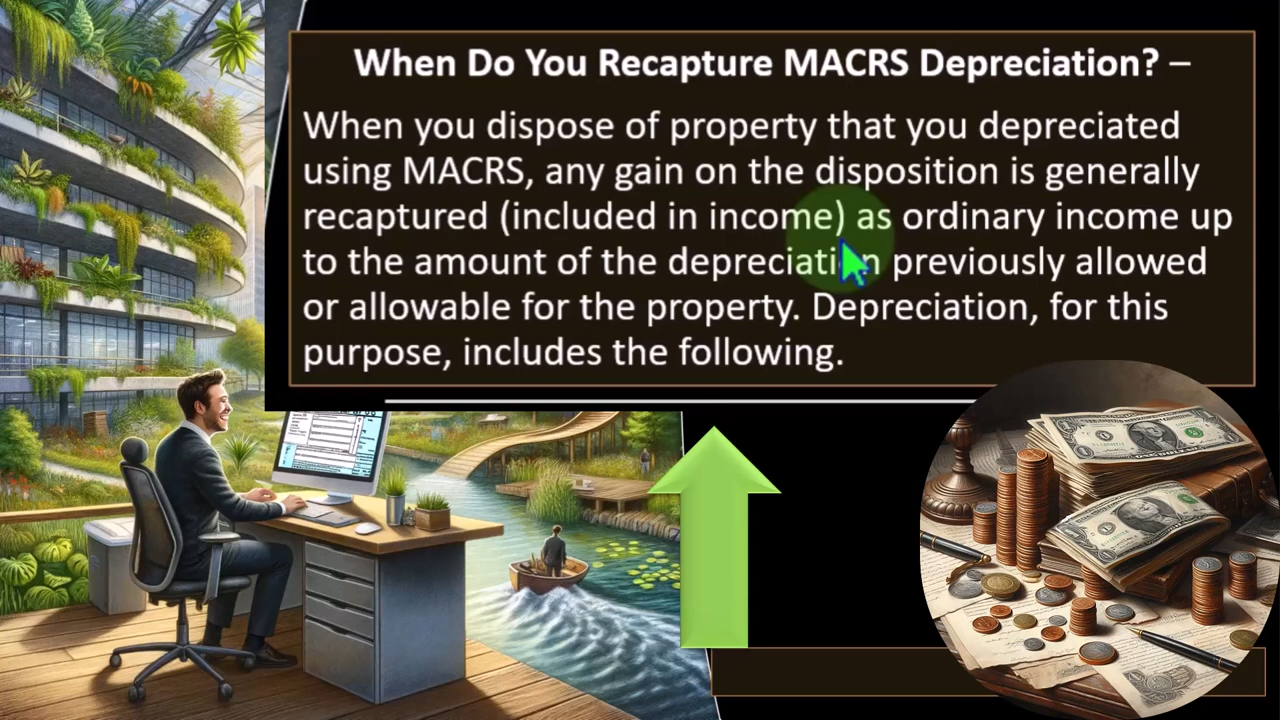 When Do You Recapture MACRS Depreciation? –
When you dispose of property that you depreciated
using MACRS, any gain on the disposition is generally
recaptured (included in income) as ordinary income up
to the amount of the depreciation previously allowed
or allowable for the property. Depreciation, for this
purpose, includes the following.